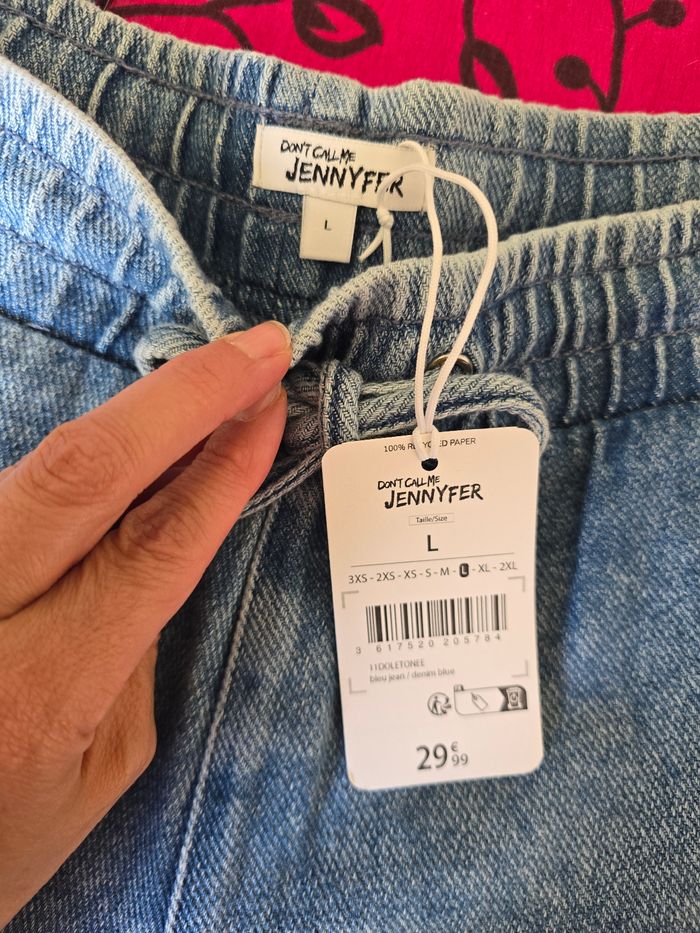 DON'T CALL ME
JENNYFER
L
100% RECYCLED PAPER
DON'T CALL ME
JENNYFER
Taille/Size
L
3XS - 2XS - XS - S - M - L - XL - 2XL
3 617520 205784
11DOLETONEE
bleu jean / denim blue
29€99